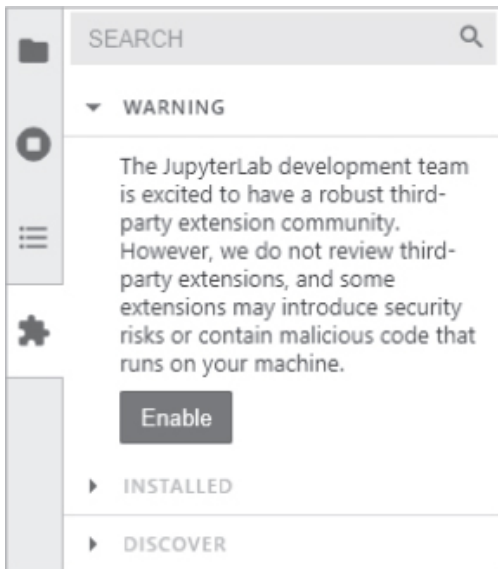 SEARCH
WARNING
The JupyterLab development team
is excited to have a robust third-
party extension community.
However, we do not review third-
party extensions, and some
extensions may introduce security
risks or contain malicious code that
runs on your machine.
Enable
INSTALLED
DISCOVER